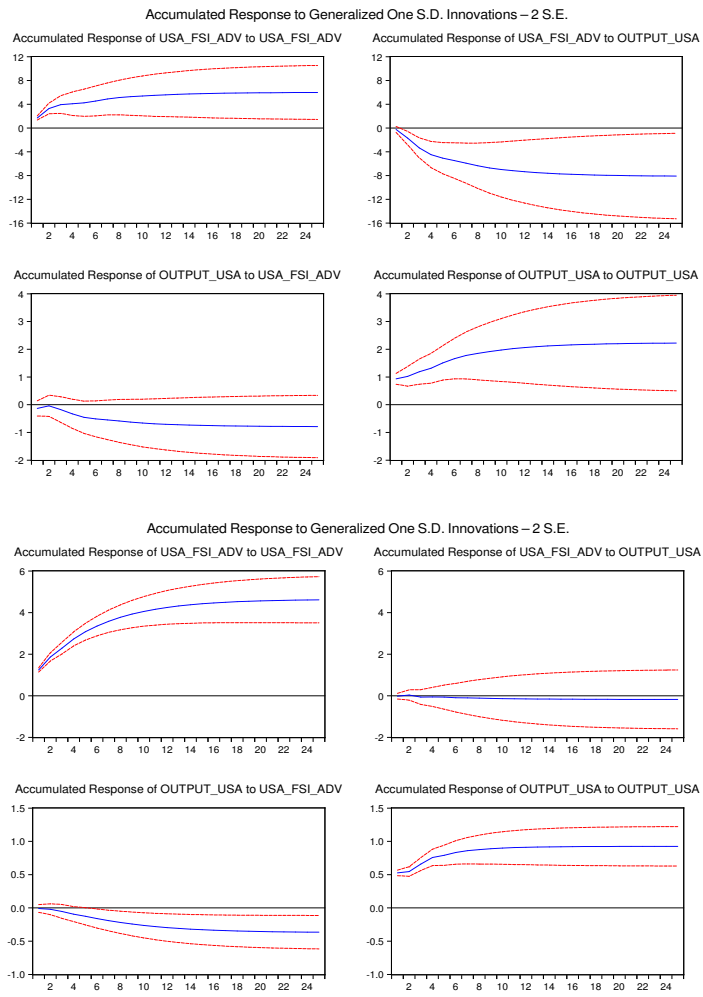 Accumulated Response to Generalized One S.D. Innovations – 2 S.E.
Accumulated Response of USA_FSI_ADV to USA_FSI_ADV
12
8
4
0
-4
-8
-12
-16
2 4 6 8 10 12 14 16 18 20 22 24
Accumulated Response of USA_FSI_ADV to OUTPUT_USA
12
8
4
0
-4
-8
-12
-16
2 4 6 8 10 12 14 16 18 20 22 24
Accumulated Response of OUTPUT_USA to USA_FSI_ADV
4
3
2
1
0
-1
-2
2 4 6 8 10 12 14 16 18 20 22 24
Accumulated Response of OUTPUT_USA to OUTPUT_USA
4
3
2
1
0
-1
-2
2 4 6 8 10 12 14 16 18 20 22 24
Accumulated Response to Generalized One S.D. Innovations – 2 S.E.
Accumulated Response of USA_FSI_ADV to USA_FSI_ADV
6
4
2
0
-2
2 4 6 8 10 12 14 16 18 20 22 24
Accumulated Response of USA_FSI_ADV to OUTPUT_USA
6
4
2
0
-2
2 4 6 8 10 12 14 16 18 20 22 24
Accumulated Response of OUTPUT_USA to USA_FSI_ADV
1.5
1.0
0.5
0.0
-0.5
-1.0
2 4 6 8 10 12 14 16 18 20 22 24
Accumulated Response of OUTPUT_USA to OUTPUT_USA
1.5
1.0
0.5
0.0
-0.5
-1.0
2 4 6 8 10 12 14 16 18 20 22 24